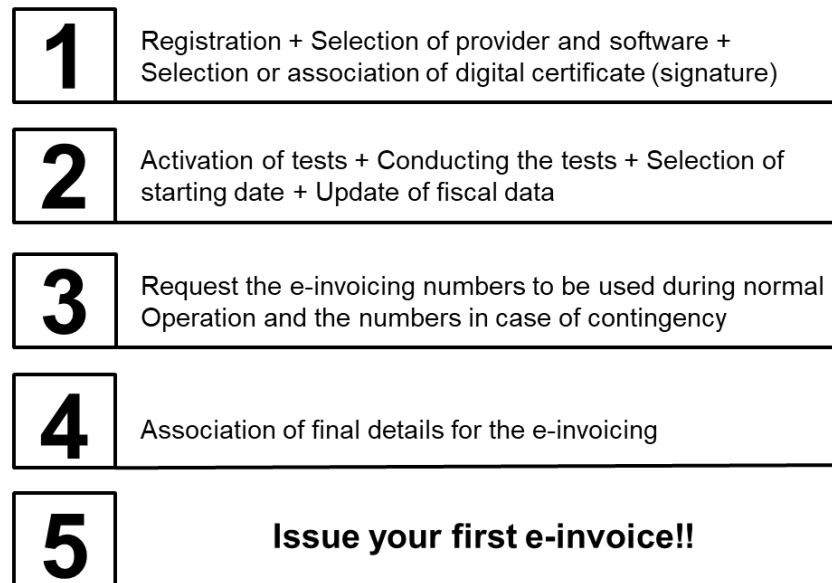 1
Registration + Selection of provider and software +
Selection or association of digital certificate (signature)
2
Activation of tests + Conducting the tests + Selection of
starting date + Update of fiscal data
3
Request the e-invoicing numbers to be used during normal
Operation and the numbers in case of contingency
4
Association of final details for the e-invoicing
5
Issue your first e-invoice!!